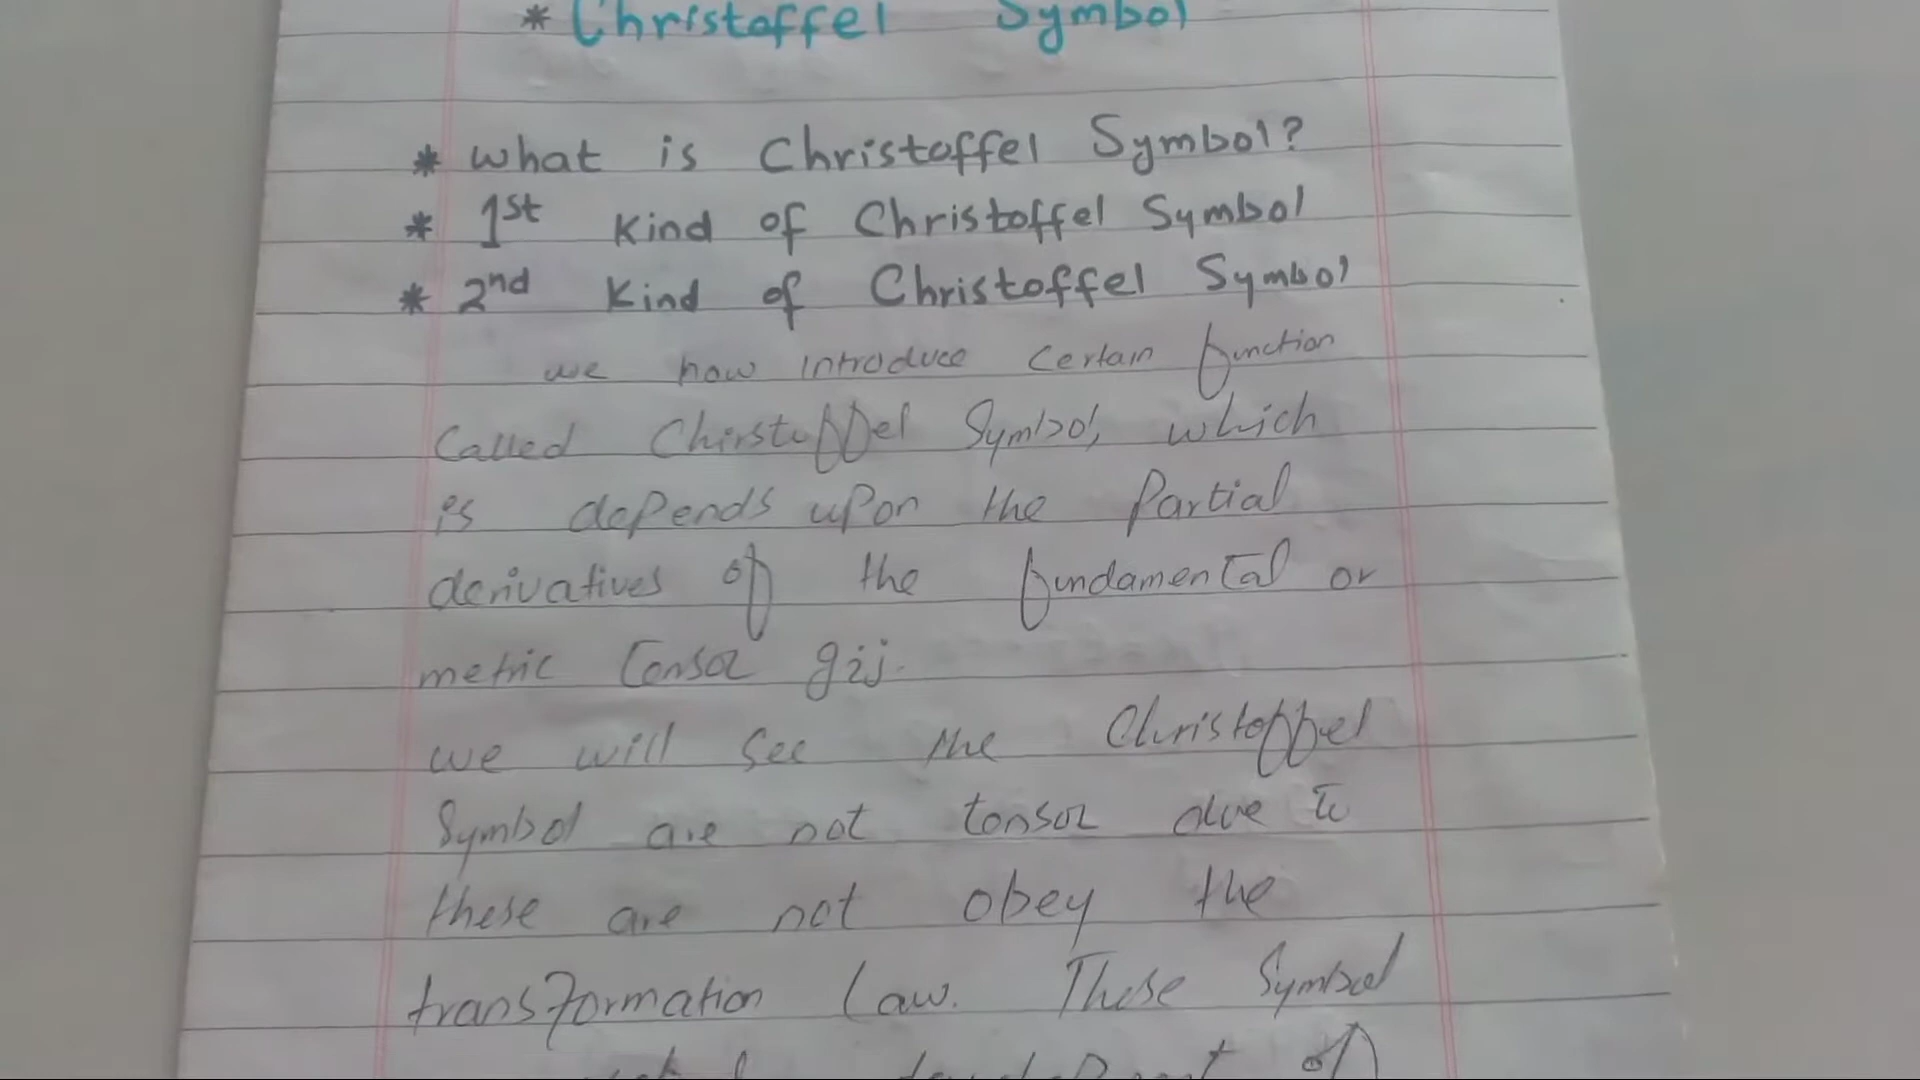 * Christoffel Symbol
* What is Christoffel Symbol?
* 1st Kind of Christoffel Symbol
* 2nd Kind of Christoffel Symbol
we now introduce certain function
Called Chirstoffel Symbol, which
is depends upon the Partial
derivatives of the fundamental or
metric Tensor gij.
we will see the Christoffel
Symbol are not tensor due to
these are not obey the
transformation Law. These Symbol
of